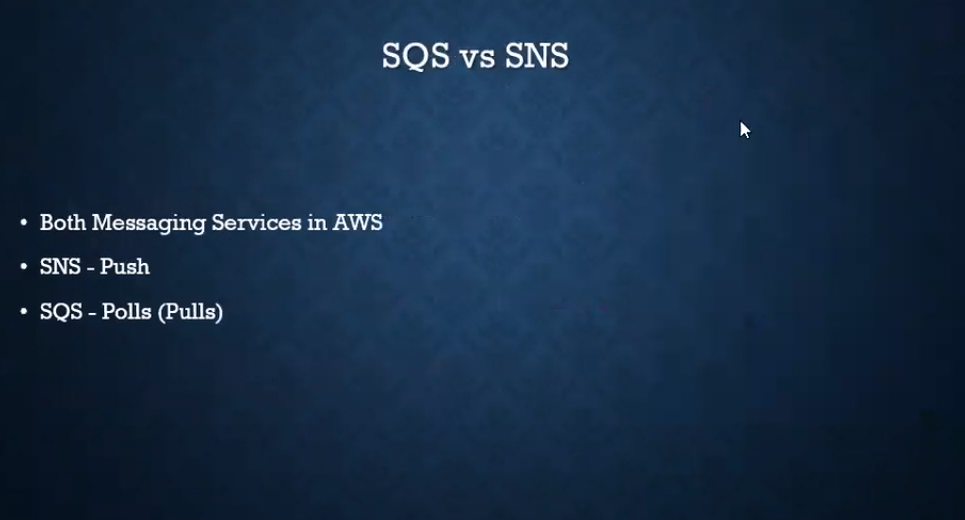 SQS vs SNS
• Both Messaging Services in AWS
• SNS - Push
• SQS - Polls (Pulls)